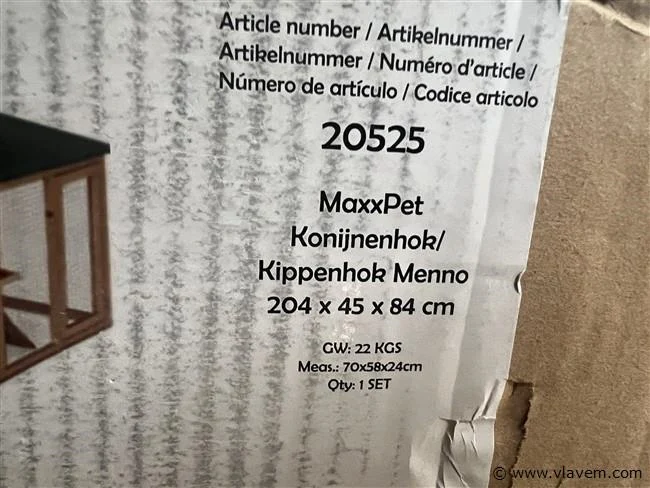 Article number / Artikelnummer /
Artikelnummer / Numéro d'article /
Número de artículo / Codice articolo
20525
MaxxPet
Konijnenhok/
Kippenhok Menno
204 x 45 x 84 cm
GW: 22 KGS
Meas.: 70x58x24cm
Qty: 1 SET
© www.vlavem.com